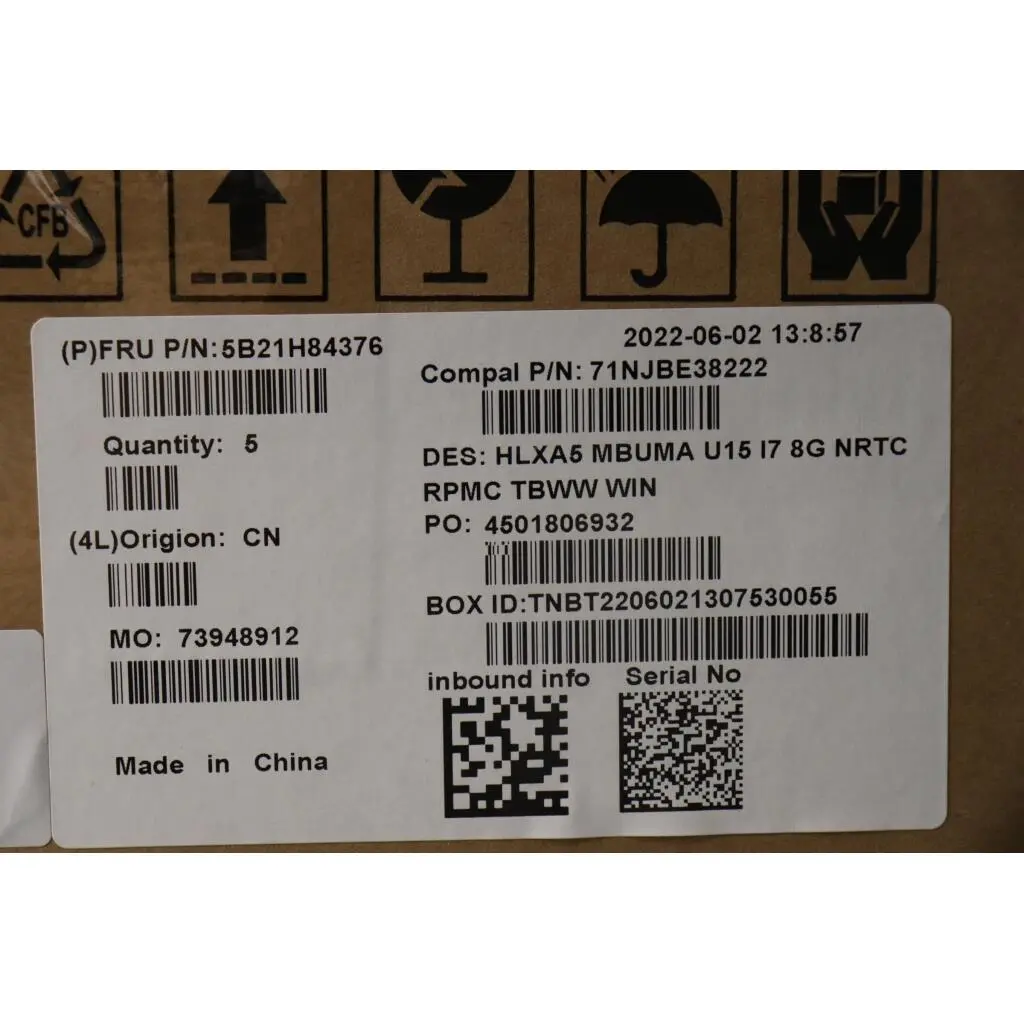 CFB
(P)FRU P/N:5B21H84376
Quantity: 5
(4L)Origion: CN
MO: 73948912
Made in China
2022-06-02 13:8:57
Compal P/N: 71NJBE38222
DES: HLXA5 MBUMA U15 I7 8G NRTC
RPMC TBWW WIN
PO: 4501806932
BOX ID:TNBT2206021307530055
inbound info
Serial No